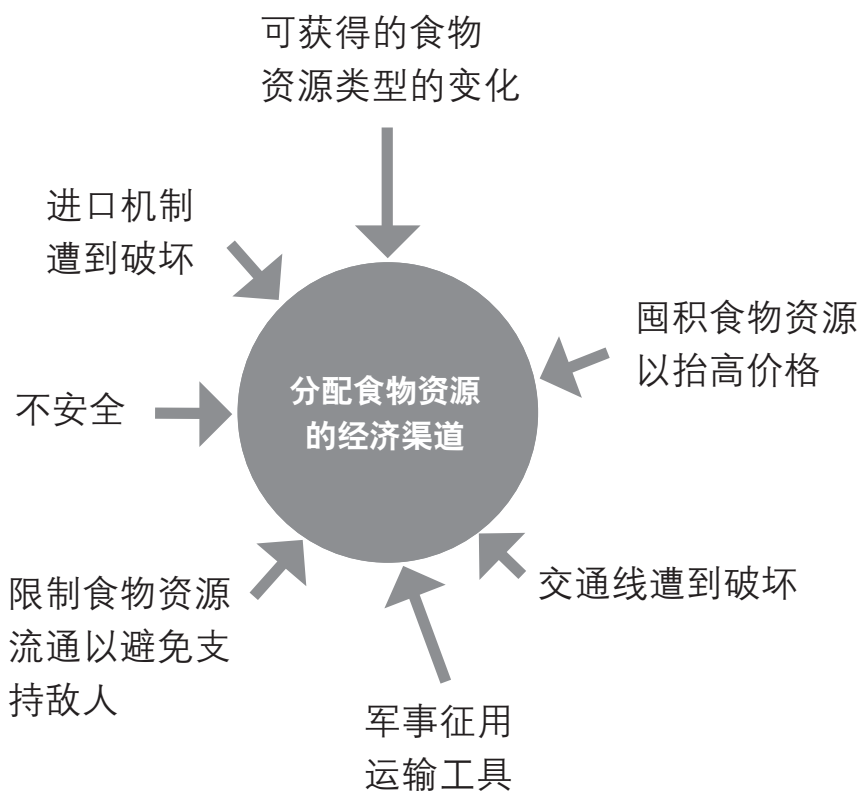 可获得的食物
资源类型的变化
进口机制
遭到破坏
囤积食物资源
以抬高价格
不安全
分配食物资源
的经济渠道
限制食物资源
流通以避免支
持敌人
交通线遭到破坏
军事征用
运输工具